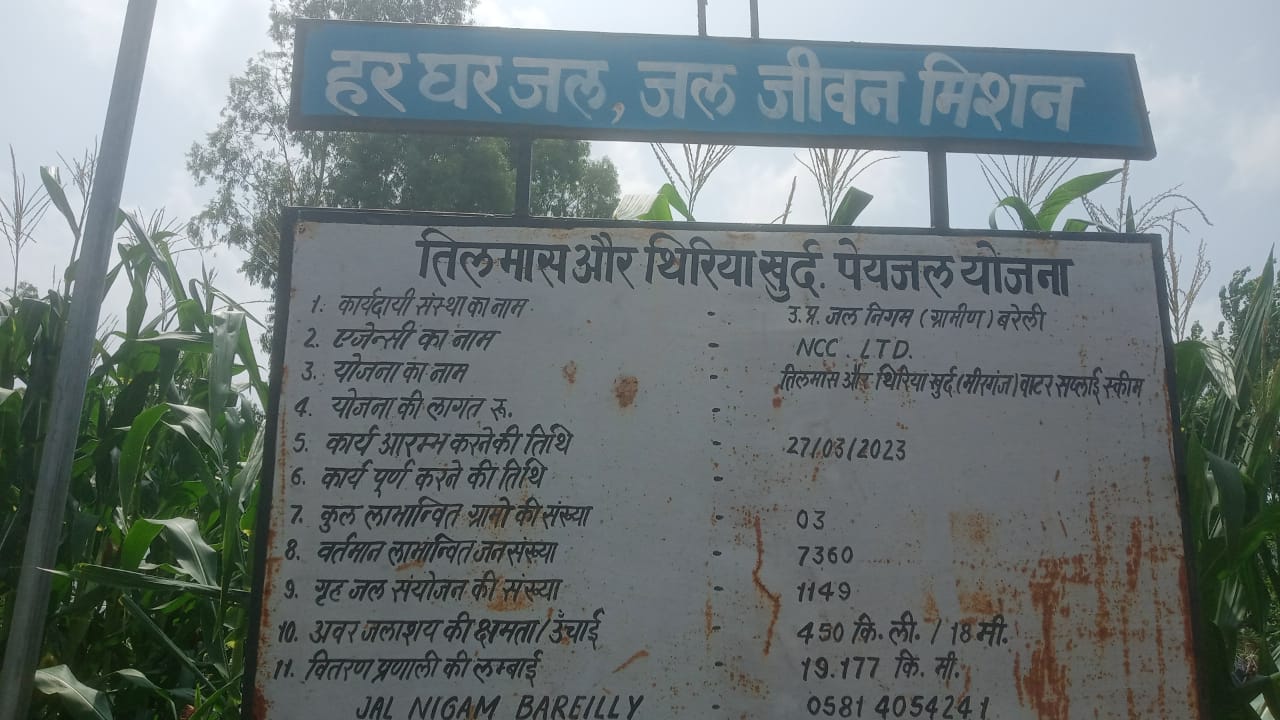 हर घर जल, जल जीवन मिशन
तिलमास और थिरिया खुर्द. पेयजल योजना
1. कार्यदायी संस्था का नाम - उ. प्र. जल निगम (ग्रामीण) बरेली
2. एजेन्सी का नाम - NCC. LTD.
3. योजना का नाम - तिलमास और थिरिया खुर्द (मीरगंज) वाटर सप्लाई स्कीम
4. योजना की लागत रू. -
5. कार्य आरम्भ करने की तिथि - 27/03/2023
6. कार्य पूर्ण करने की तिथि -
7. कुल लाभान्वित ग्रामो की संख्या - 03
8. वर्तमान लाभान्वित जनसंख्या - 7360
9. गृह जल संयोजन की संख्या - 1149
10. अवर जलाशय की क्षमता/उँचाई - 450 कि. ली. / 18 मी.
11. वितरण प्रणाली की लम्बाई - 19.177 कि. मी.
JAL NIGAM BAREILLY - 0581 4054241